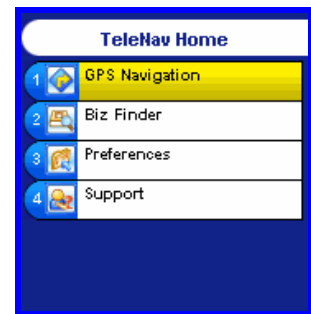 TeleNav Home
1 GPS Navigation
2 Biz Finder
3 Preferences
4 Support